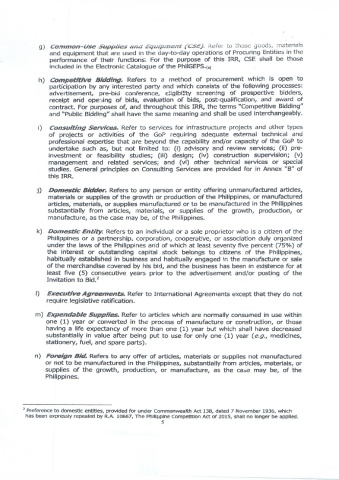 g) Common-Use Supplies and Equipment (CSE). Refer to those goods, materials
and equipment that are used in the day-to-day operations of Procuring Entities in the
performance of their functions. For the purpose of this IRR, CSE shall be those
included in the Electronic Catalogue of the PhilGEPS.
h) Competitive Bidding. Refers to a method of procurement which is open to
participation by any interested party and which consists of the following processes:
advertisement, pre-bid conference, eligibility screening of prospective bidders,
receipt and opening of bids, evaluation of bids, post-qualification, and award of
contract. For purposes of, and throughout this IRR, the terms “Competitive Bidding”
and “Public Bidding” shall have the same meaning and shall be used interchangeably.
i) Consulting Services. Refer to services for infrastructure projects and other types
of projects or activities of the GoP requiring adequate external technical and
professional expertise that are beyond the capability and/or capacity of the GoP to
undertake such as, but not limited to: (i) advisory and review services; (ii) pre-
investment or feasibility studies; (iii) design; (iv) construction supervision; (v)
management and related services; and (vi) other technical services or special
studies. General principles on Consulting Services are provided for in Annex “B” of
this IRR.
j) Domestic Bidder. Refers to any person or entity offering unmanufactured articles,
materials or supplies of the growth or production of the Philippines, or manufactured
articles, materials, or supplies manufactured or to be manufactured in the Philippines
substantially from articles, materials, or supplies of the growth, production, or
manufacture, as the case may be, of the Philippines.
k) Domestic Entity. Refers to an individual or a sole proprietor who is a citizen of the
Philippines or a partnership, corporation, cooperative, or association duly organized
under the laws of the Philippines and of which at least seventy five percent (75%) of
the interest or outstanding capital stock belongs to citizens of the Philippines,
habitually established in business and habitually engaged in the manufacture or sale
of the merchandise covered by his bid, and the business has been in existence for at
least five (5) consecutive years prior to the advertisement and/or posting of the
Invitation to Bid.²
l) Executive Agreements. Refer to International Agreements except that they do not
require legislative ratification.
m) Expendable Supplies. Refer to articles which are normally consumed in use within
one (1) year or converted in the process of manufacture or construction, or those
having a life expectancy of more than one (1) year but which shall have decreased
substantially in value after being put to use for only one (1) year (e.g., medicines,
stationery, fuel, and spare parts).
n) Foreign Bid. Refers to any offer of articles, materials or supplies not manufactured
or not to be manufactured in the Philippines, substantially from articles, materials, or
supplies of the growth, production, or manufacture, as the case may be, of the
Philippines.
² Preference to domestic entities, provided for under Commonwealth Act 138, dated 7 November 1936, which
has been expressly repealed by R.A. 10667, The Philippine Competition Act of 2015, shall no longer be applied.
5